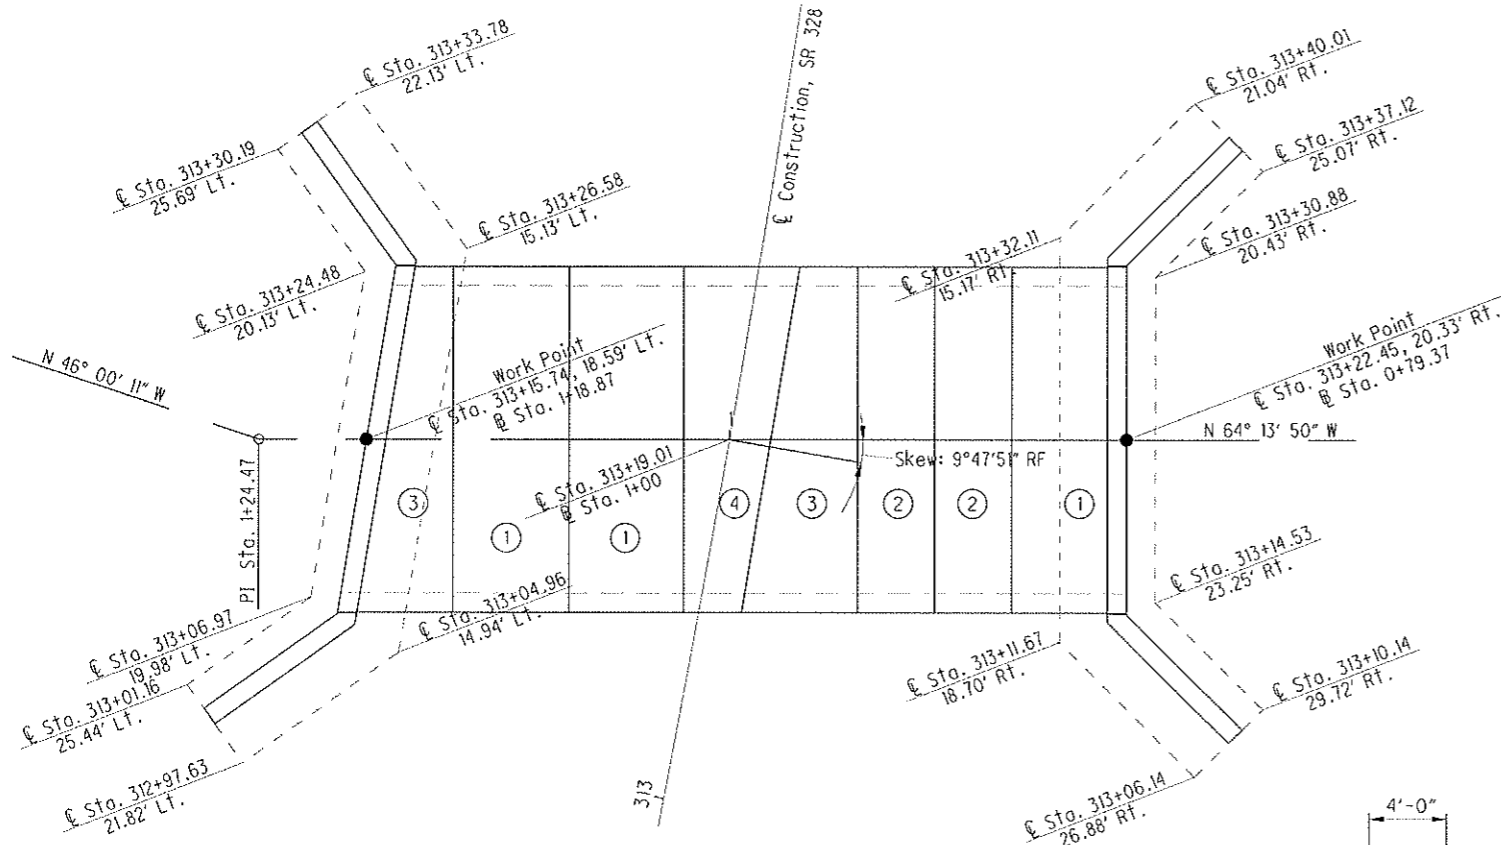 ℄ Sta. 313+33.78
22.13' Lt.
℄ Sta. 313+30.19
25.69' Lt.
℄ Sta. 313+26.58
15.13' Lt.
℄ Sta. 313+24.48
20.13' Lt.
℄ Construction, SR 328
℄ Sta. 313+40.01
21.04' Rt.
℄ Sta. 313+37.12
25.07' Rt.
℄ Sta. 313+30.88
20.43' Rt.
℄ Sta. 313+32.11
15.17' Rt.
N 46° 00' 11" W
Work Point
℄ Sta. 313+15.74, 18.59' Lt.
Sta. 1+18.87
Work Point
℄ Sta. 313+22.45, 20.33' Rt.
Sta. 0+79.37
N 64° 13' 50" W
PI Sta. 1+24.47
℄ Sta. 313+19.01
Sta. 1+00
Skew: 9°47'51" RF
3
1
1
4
3
2
2
1
℄ Sta. 313+06.97
19.98' Lt.
℄ Sta. 313+01.16
25.44' Lt.
℄ Sta. 312+97.63
21.82' Lt.
℄ Sta. 313+04.96
14.94' Lt.
℄ Sta. 313+14.53
23.25' Rt.
℄ Sta. 313+11.67
18.70' Rt.
℄ Sta. 313+10.14
29.72' Rt.
℄ Sta. 313+06.14
26.88' Rt.
313
4'-0"